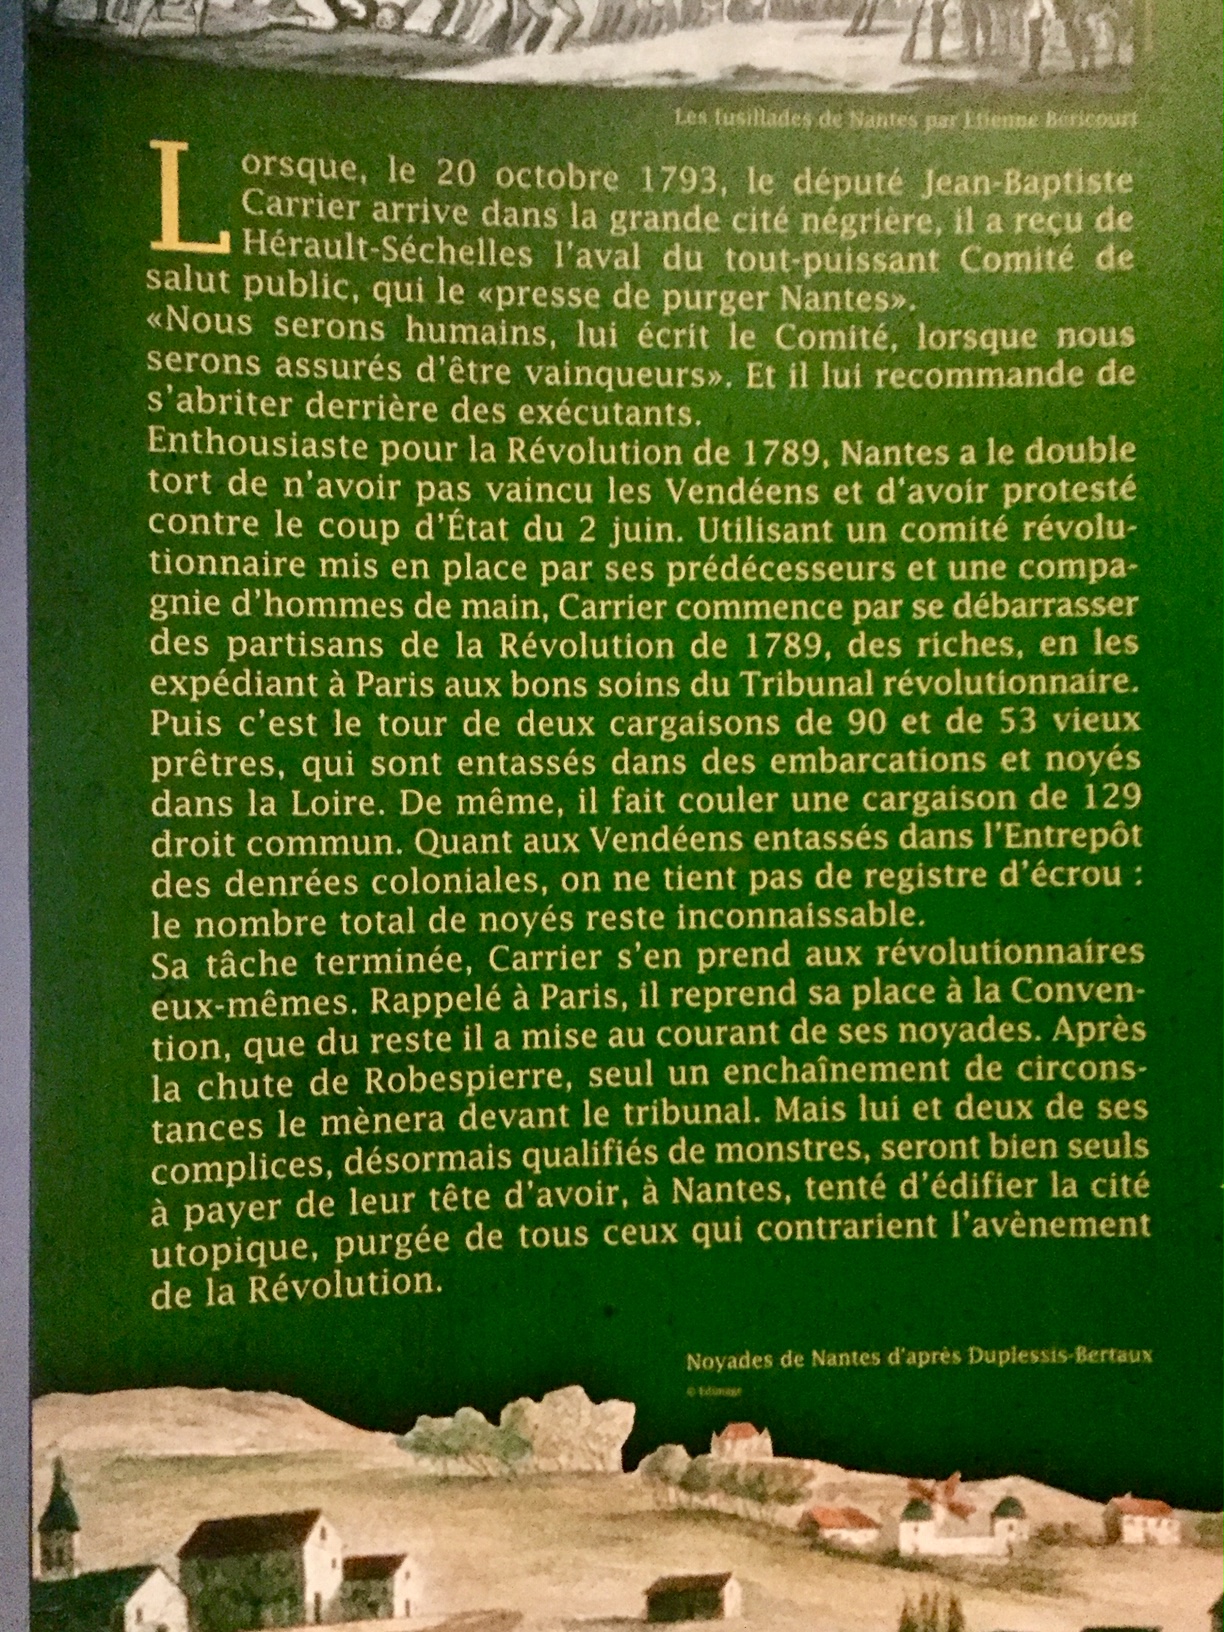 Les fusillades de Nantes par Etienne Béricourt
Lorsque, le 20 octobre 1793, le député Jean-Baptiste
Carrier arrive dans la grande cité négrière, il a reçu de
Hérault-Séchelles l'aval du tout-puissant Comité de
salut public, qui le «presse de purger Nantes».
«Nous serons humains, lui écrit le Comité, lorsque nous
serons assurés d'être vainqueurs». Et il lui recommande de
s'abriter derrière des exécutants.
Enthousiaste pour la Révolution de 1789, Nantes a le double
tort de n'avoir pas vaincu les Vendéens et d'avoir protesté
contre le coup d'État du 2 juin. Utilisant un comité révolu-
tionnaire mis en place par ses prédécesseurs et une compa-
gnie d'hommes de main, Carrier commence par se débarrasser
des partisans de la Révolution de 1789, des riches, en les
expédiant à Paris aux bons soins du Tribunal révolutionnaire.
Puis c'est le tour de deux cargaisons de 90 et de 53 vieux
prêtres, qui sont entassés dans des embarcations et noyés
dans la Loire. De même, il fait couler une cargaison de 129
droit commun. Quant aux Vendéens entassés dans l'Entrepôt
des denrées coloniales, on ne tient pas de registre d'écrou :
le nombre total de noyés reste inconnaissable.
Sa tâche terminée, Carrier s'en prend aux révolutionnaires
eux-mêmes. Rappelé à Paris, il reprend sa place à la Conven-
tion, que du reste il a mise au courant de ses noyades. Après
la chute de Robespierre, seul un enchaînement de circons-
tances le mènera devant le tribunal. Mais lui et deux de ses
complices, désormais qualifiés de monstres, seront bien seuls
à payer de leur tête d'avoir, à Nantes, tenté d'édifier la cité
utopique, purgée de tous ceux qui contrarient l'avènement
de la Révolution.
Noyades de Nantes d'après Duplessis-Bertaux
© Edimage